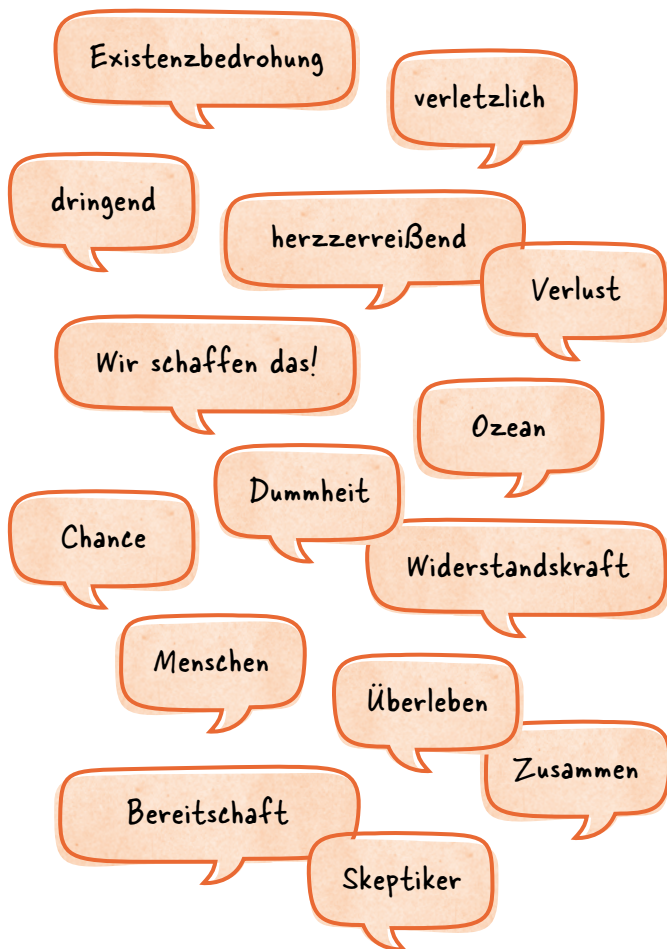 Existenzbedrohung
verletzlich
dringend
herzzerreißend
Verlust
Wir schaffen das!
Ozean
Dummheit
Chance
Widerstandskraft
Menschen
Überleben
Zusammen
Bereitschaft
Skeptiker